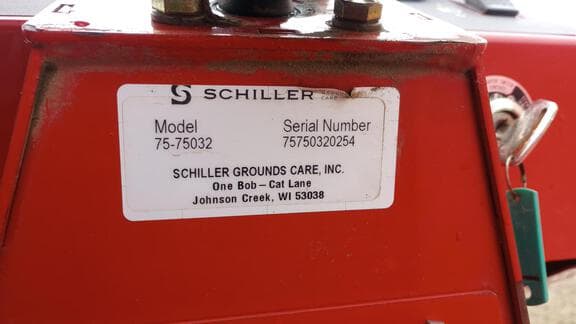 SCHILLER
Model Serial Number
75-75032 75750320254
SCHILLER GROUNDS CARE, INC.
One Bob – Cat Lane
Johnson Creek, WI 53038